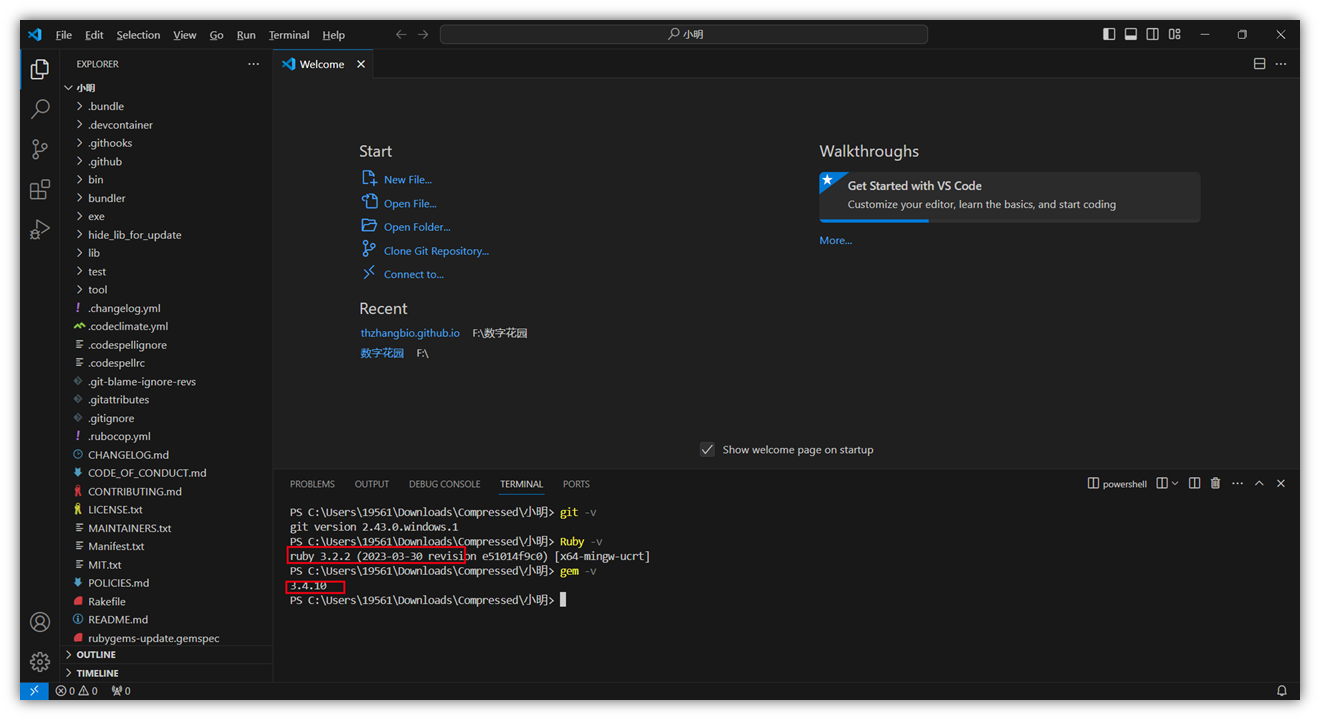 File Edit Selection View Go Run Terminal Help
小明
EXPLORER
小明
.bundle
.devcontainer
.githooks
.github
bin
bundler
exe
hide_lib_for_update
lib
test
tool
.changelog.yml
.codeclimate.yml
.codespellignore
.codespellrc
.git-blame-ignore-revs
.gitattributes
.gitignore
.rubocop.yml
CHANGELOG.md
CODE_OF_CONDUCT.md
CONTRIBUTING.md
LICENSE.txt
MAINTAINERS.txt
Manifest.txt
MIT.txt
POLICIES.md
Rakefile
README.md
rubygems-update.gemspec
OUTLINE
TIMELINE
Welcome
Start
New File...
Open File...
Open Folder...
Clone Git Repository...
Connect to...
Recent
thzhangbio.github.io F:\数字花园
数字花园 F:\
Walkthroughs
Get Started with VS Code
Customize your editor, learn the basics, and start coding
More...
Show welcome page on startup
PROBLEMS OUTPUT DEBUG CONSOLE TERMINAL PORTS
powershell
PS C:\Users\19561\Downloads\Compressed\小明> git -v
git version 2.43.0.windows.1
PS C:\Users\19561\Downloads\Compressed\小明> Ruby -v
ruby 3.2.2 (2023-03-30 revision e51014f9c0) [x64-mingw-ucrt]
PS C:\Users\19561\Downloads\Compressed\小明> gem -v
3.4.10
PS C:\Users\19561\Downloads\Compressed\小明>
0 0 0